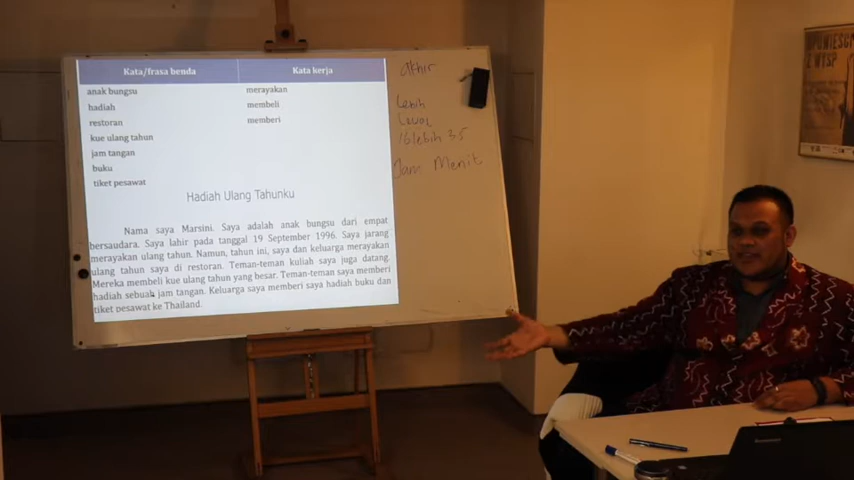 Kata/frasa benda Kata kerja
anak bungsu merayakan
hadiah membeli
restoran memberi
kue ulang tahun
jam tangan
buku
tiket pesawat
Hadiah Ulang Tahunku
Nama saya Marsini. Saya adalah anak bungsu dari empat
bersaudara. Saya lahir pada tanggal 19 September 1996. Saya jarang
merayakan ulang tahun. Namun, tahun ini, saya dan keluarga merayakan
ulang tahun saya di restoran. Teman-teman kuliah saya juga datang.
Mereka membeli kue ulang tahun yang besar. Teman-teman saya memberi
hadiah sebuah jam tangan. Keluarga saya memberi saya hadiah buku dan
tiket pesawat ke Thailand.
akhir
Lebih
Lewat
16 lebih 35
Jam Menit
OPOWIEŚCI
Z WYSP